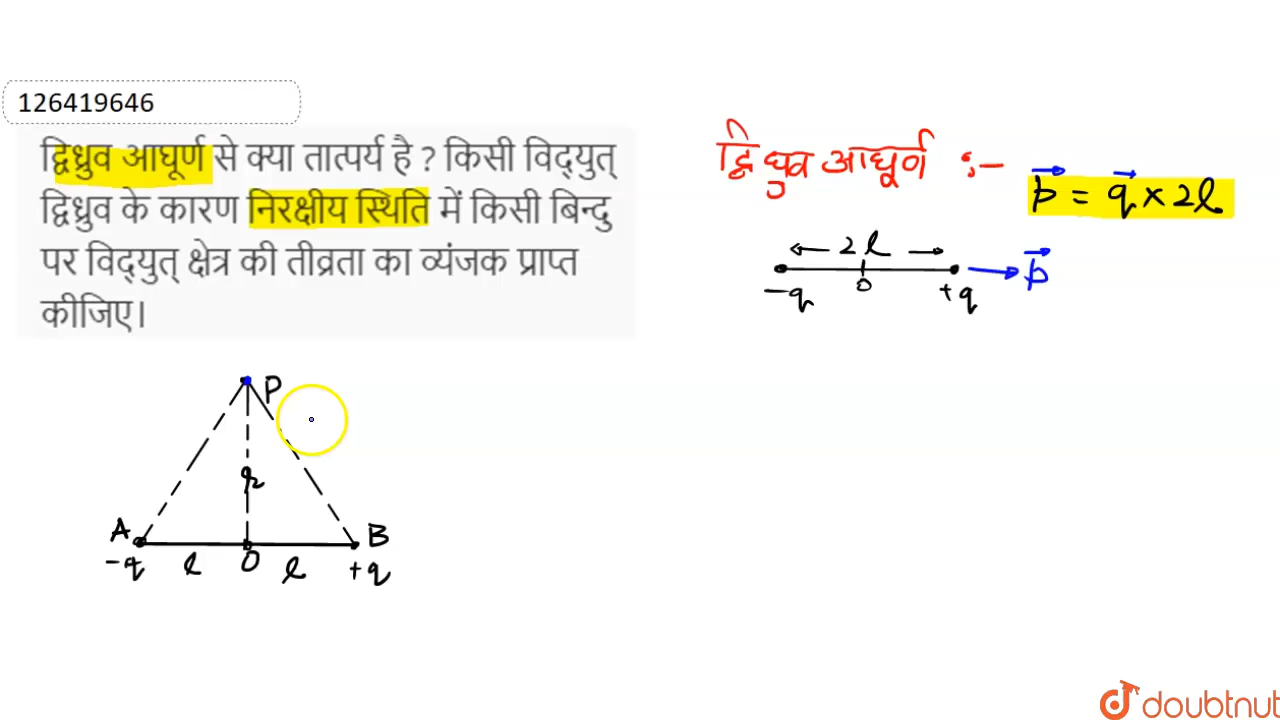 126419646
द्विध्रुव आघूर्ण से क्या तात्पर्य है ? किसी विद्युत्
द्विध्रुव के कारण निरक्षीय स्थिति में किसी बिन्दु
पर विद्युत् क्षेत्र की तीव्रता का व्यंजक प्राप्त
कीजिए।
द्विध्रुव आघूर्ण :-
p = q × 2l
2l
-q O +q p
P
r
A B
-q l O l +q
doubtnut